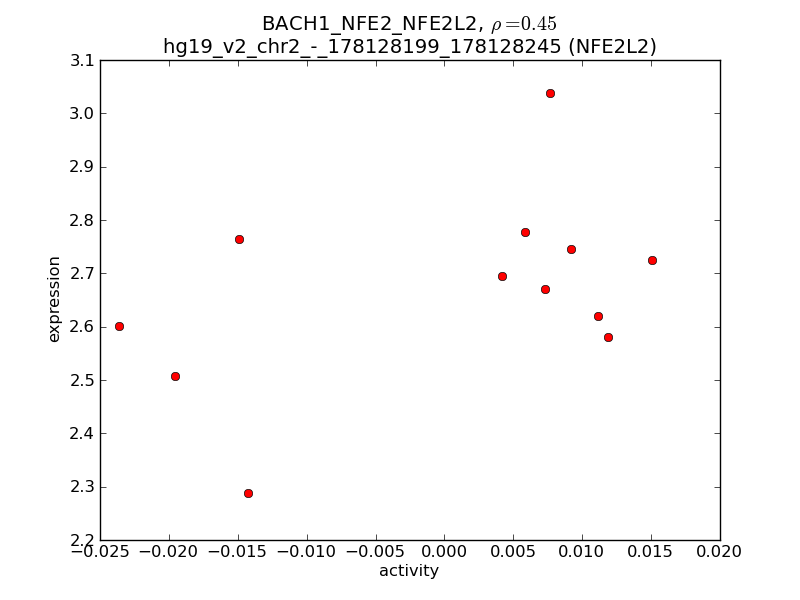 BACH1_NFE2_NFE2L2, ρ=0.45
hg19_v2_chr2_-_178128199_178128245 (NFE2L2)
3.1
3.0
2.9
2.8
2.7
2.6
2.5
2.4
2.3
2.2
expression
−0.025 −0.020 −0.015 −0.010 −0.005 0.000 0.005 0.010 0.015 0.020
activity